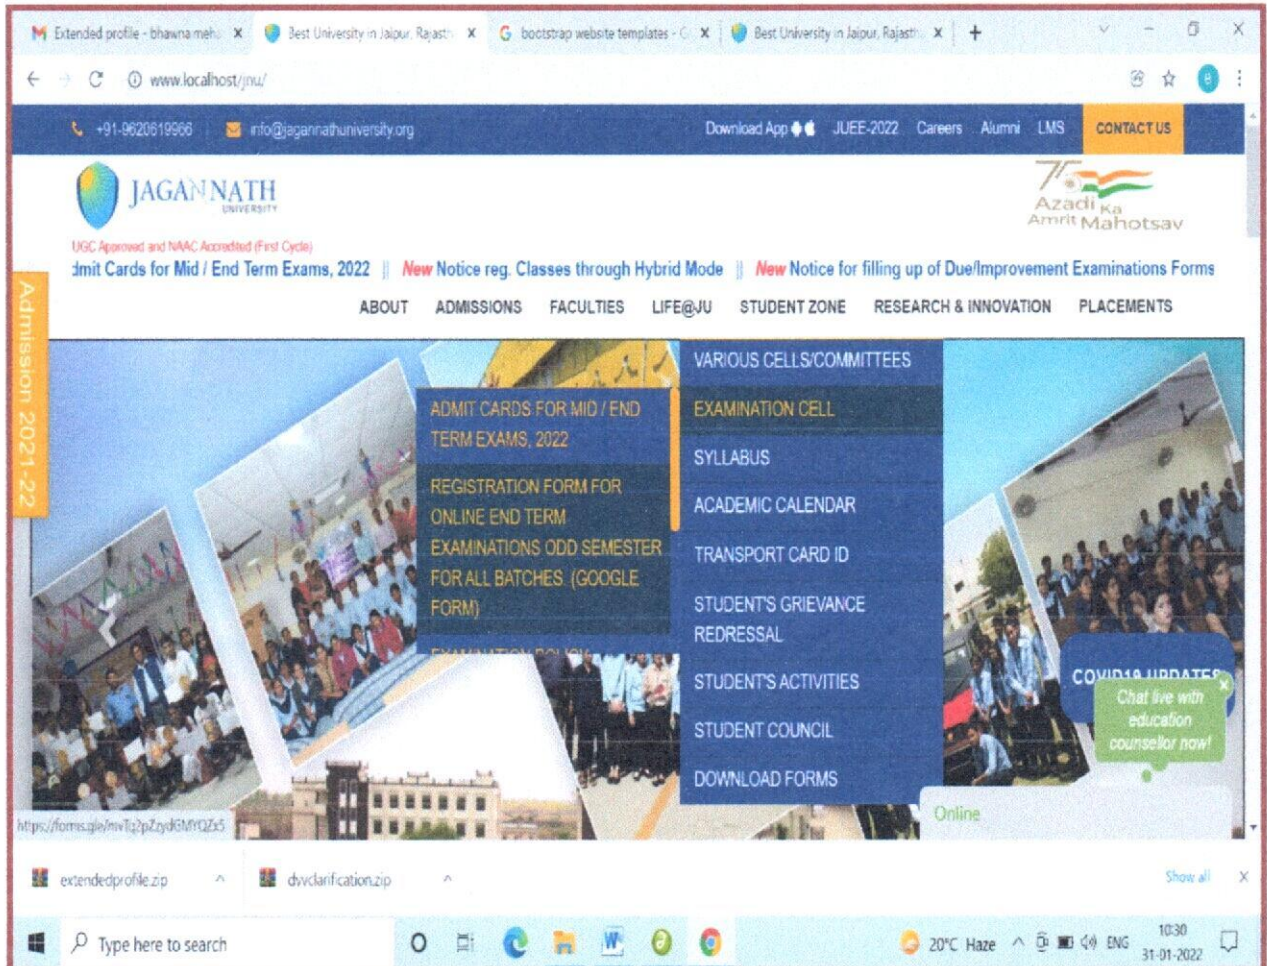 Extended profile - bhawna meh
Best University in Jaipur, Rajasth
bootstrap website templates - G
Best University in Jaipur, Rajasth
www.localhost/jnu/
B
+91-9620619966
info@jagannathuniversity.org
Download App
JUEE-2022
Careers
Alumni
LMS
CONTACT US
JAGANNATH
UNIVERSITY
UGC Approved and NAAC Accredited (First Cycle)
75
Azadi Ka
Amrit Mahotsav
dmit Cards for Mid / End Term Exams, 2022 || New Notice reg. Classes through Hybrid Mode || New Notice for filling up of Due/Improvement Examinations Forms
ABOUT
ADMISSIONS
FACULTIES
LIFE@JU
STUDENT ZONE
RESEARCH & INNOVATION
PLACEMENTS
Admission 2021-22
ADMIT CARDS FOR MID / END
TERM EXAMS, 2022
REGISTRATION FORM FOR
ONLINE END TERM
EXAMINATIONS ODD SEMESTER
FOR ALL BATCHES. (GOOGLE
FORM)
EXAMINATION POLICY
VARIOUS CELLS/COMMITTEES
EXAMINATION CELL
SYLLABUS
ACADEMIC CALENDAR
TRANSPORT CARD ID
STUDENT'S GRIEVANCE
REDRESSAL
STUDENT'S ACTIVITIES
STUDENT COUNCIL
DOWNLOAD FORMS
COVID19 UPDATES
Chat live with
education
counsellor now!
Online
extendedprofile.zip
dvvclarification.zip
Show all
Type here to search
20°C Haze
ENG
10:30
31-01-2022